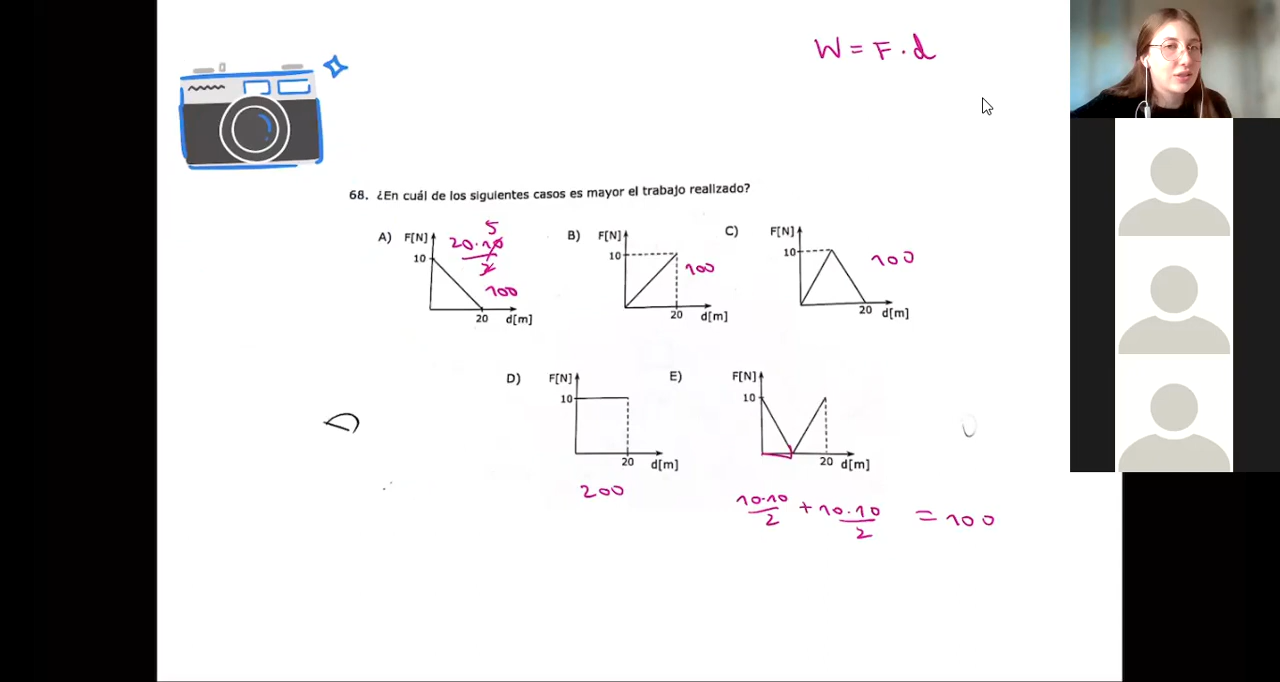 W = F · d
68. ¿En cuál de los siguientes casos es mayor el trabajo realizado?
A) F[N]
10
20 d[m]
5
20·10
2
100
B) F[N]
10
20 d[m]
100
C) F[N]
10
20 d[m]
100
D) F[N]
10
20 d[m]
200
E) F[N]
10
20 d[m]
10·10/2 + 10·10/2 = 100
D